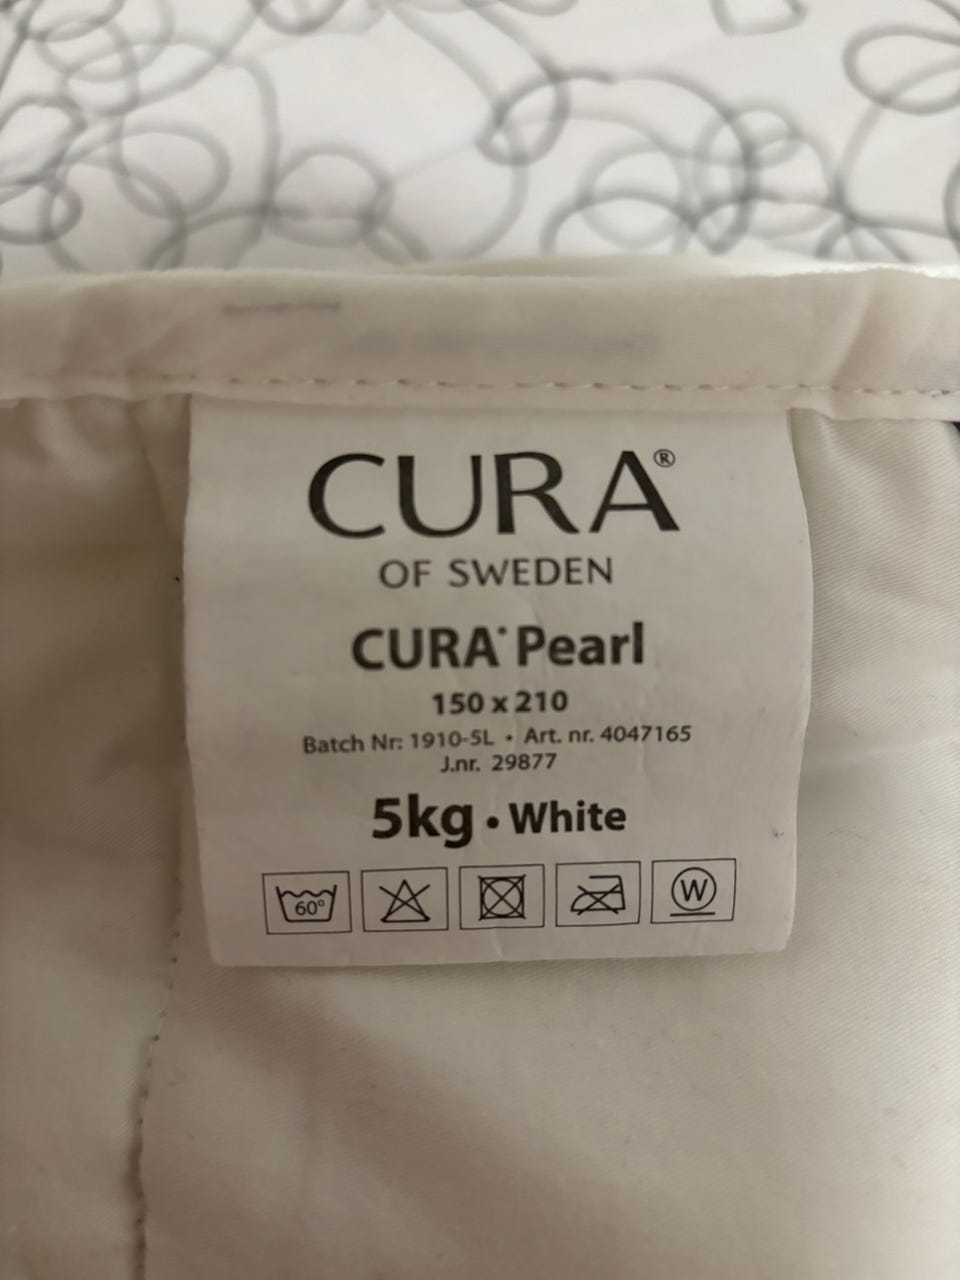 CURA®
OF SWEDEN
CURA® Pearl
150 x 210
Batch Nr: 1910-5L • Art. nr. 4047165
J.nr. 29877
5kg • White
60° W